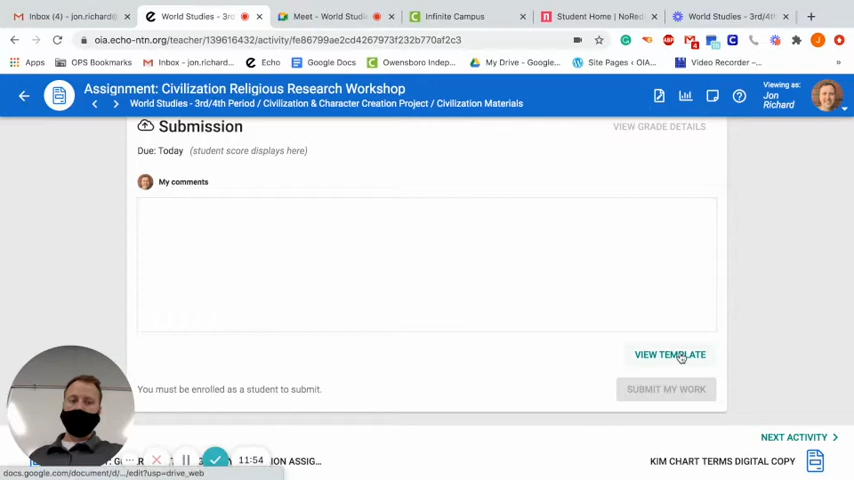 Inbox (4) - jon.richard@
World Studies - 3rd
Meet - World Studi
Infinite Campus
Student Home | NoRed
World Studies - 3rd/4th
oia.echo-ntn.org/teacher/139616432/activity/fe86799ae2cd4267973f232b770af2c3
Apps
OPS Bookmarks
Inbox - jon.richard...
Echo
Google Docs
Owensboro Indep...
My Drive - Google...
Site Pages - OIA...
Video Recorder -...
Assignment: Civilization Religious Research Workshop
World Studies - 3rd/4th Period / Civilization & Character Creation Project / Civilization Materials
Viewing as:
Jon
Richard
Submission
VIEW GRADE DETAILS
Due: Today (student score displays here)
My comments
VIEW TEMPLATE
You must be enrolled as a student to submit.
SUBMIT MY WORK
NEXT ACTIVITY
11:54
ION ASSIGN...
KIM CHART TERMS DIGITAL COPY
docs.google.com/document/d/.../edit?usp=drive_web